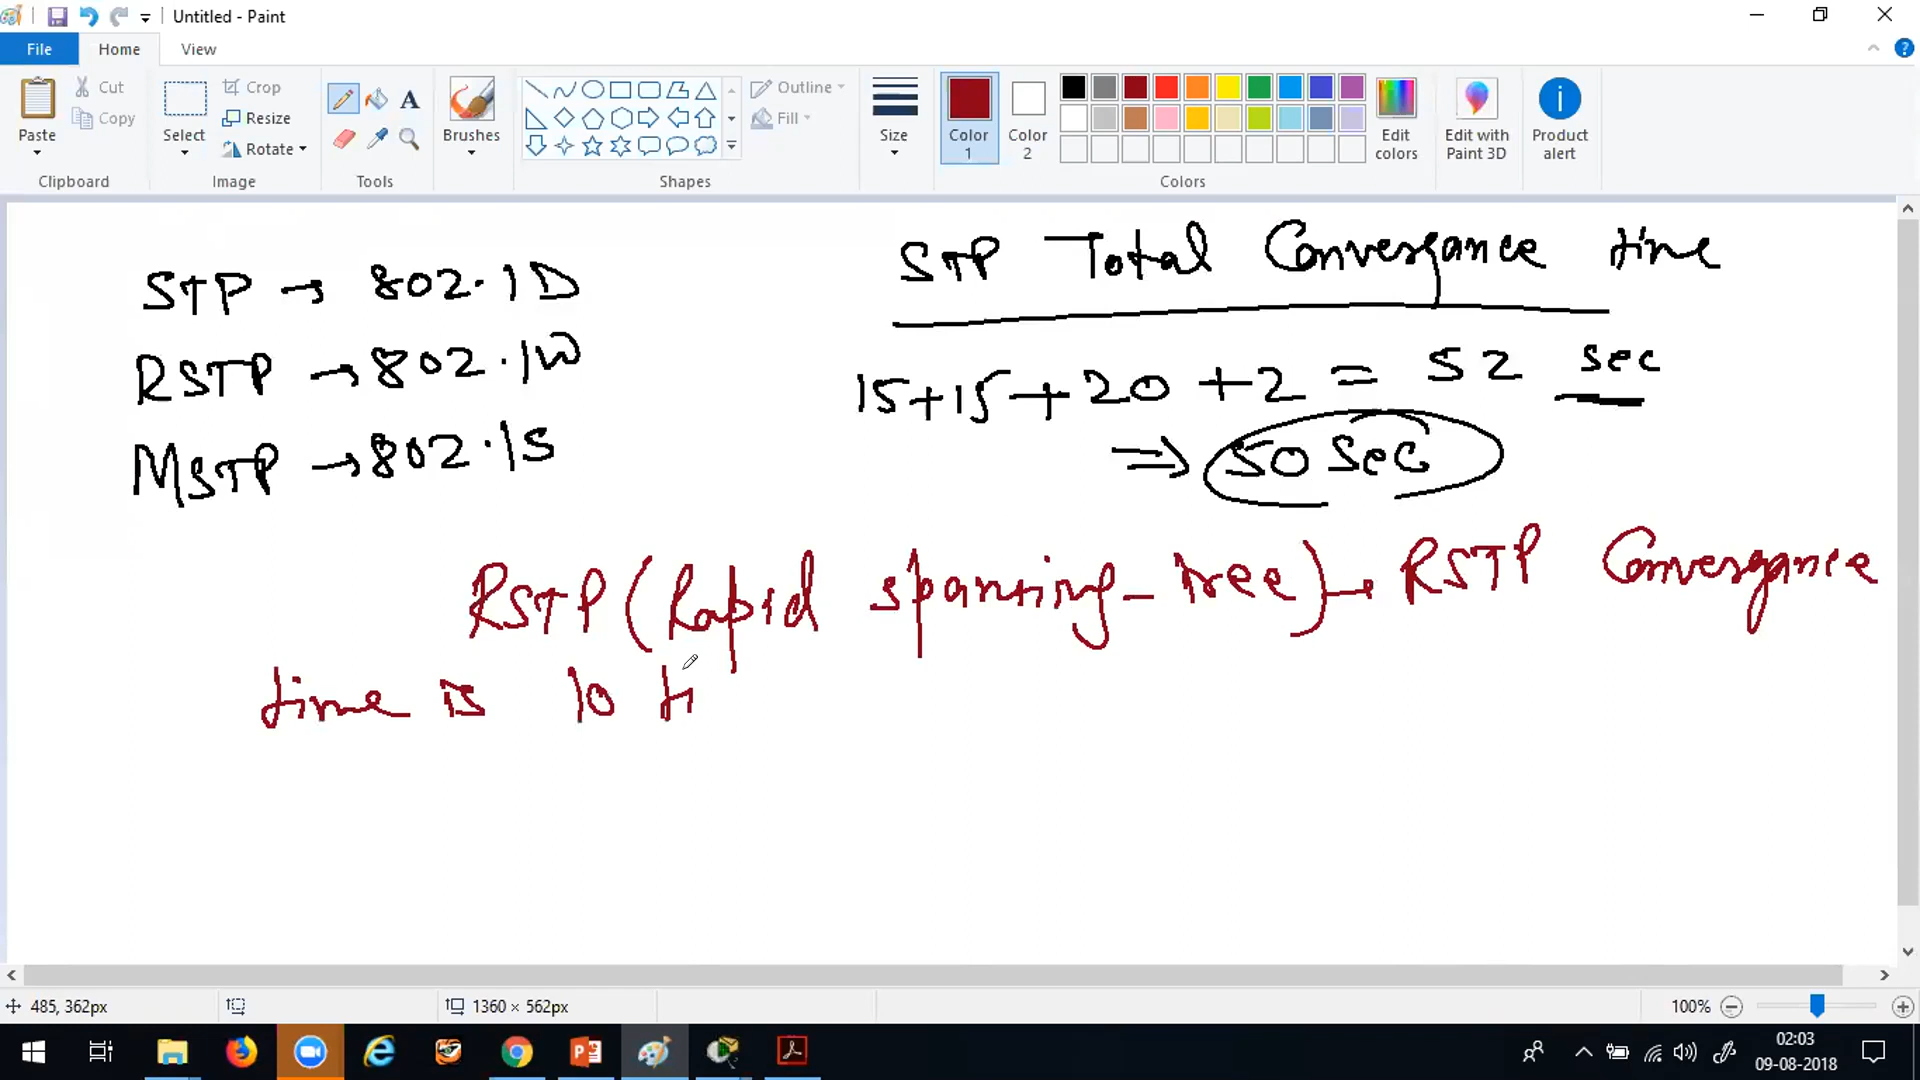 Untitled - Paint
File Home View
Paste
Cut
Copy
Clipboard
Select
Crop
Resize
Rotate
Image
A
Tools
Brushes
Shapes
Outline
Fill
Size
Color 1
Color 2
Edit colors
Colors
Edit with Paint 3D
Product alert
STP → 802.1D
RSTP → 802.1W
MSTP → 802.1S
STP Total Convergance time
15+15+20+2 = 52 sec
⇒ 50 Sec
RSTP (Rapid spanning-tree) → RSTP Convergance
time is 10 ti
485, 362px
1360 × 562px
100%
02:03
09-08-2018